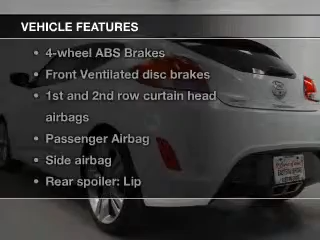 VEHICLE FEATURES
• 4-wheel ABS Brakes
• Front Ventilated disc brakes
• 1st and 2nd row curtain head
airbags
• Passenger Airbag
• Side airbag
• Rear spoiler: Lip